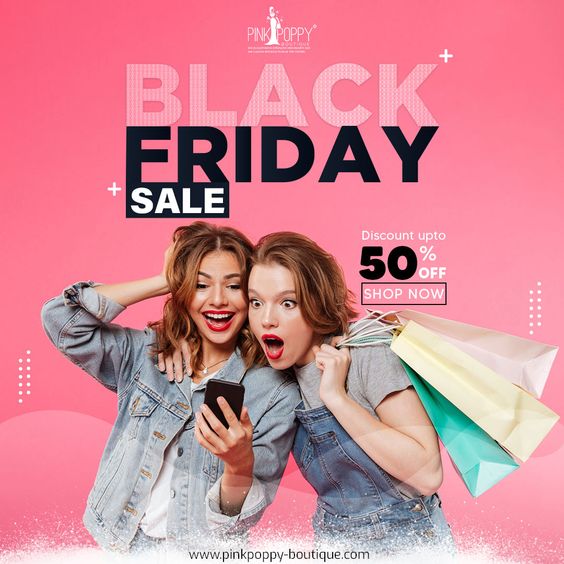 PINK POPPY
BOUTIQUE
BLACK
FRIDAY
SALE
Discount upto
50% OFF
SHOP NOW
www.pinkpoppy-boutique.com